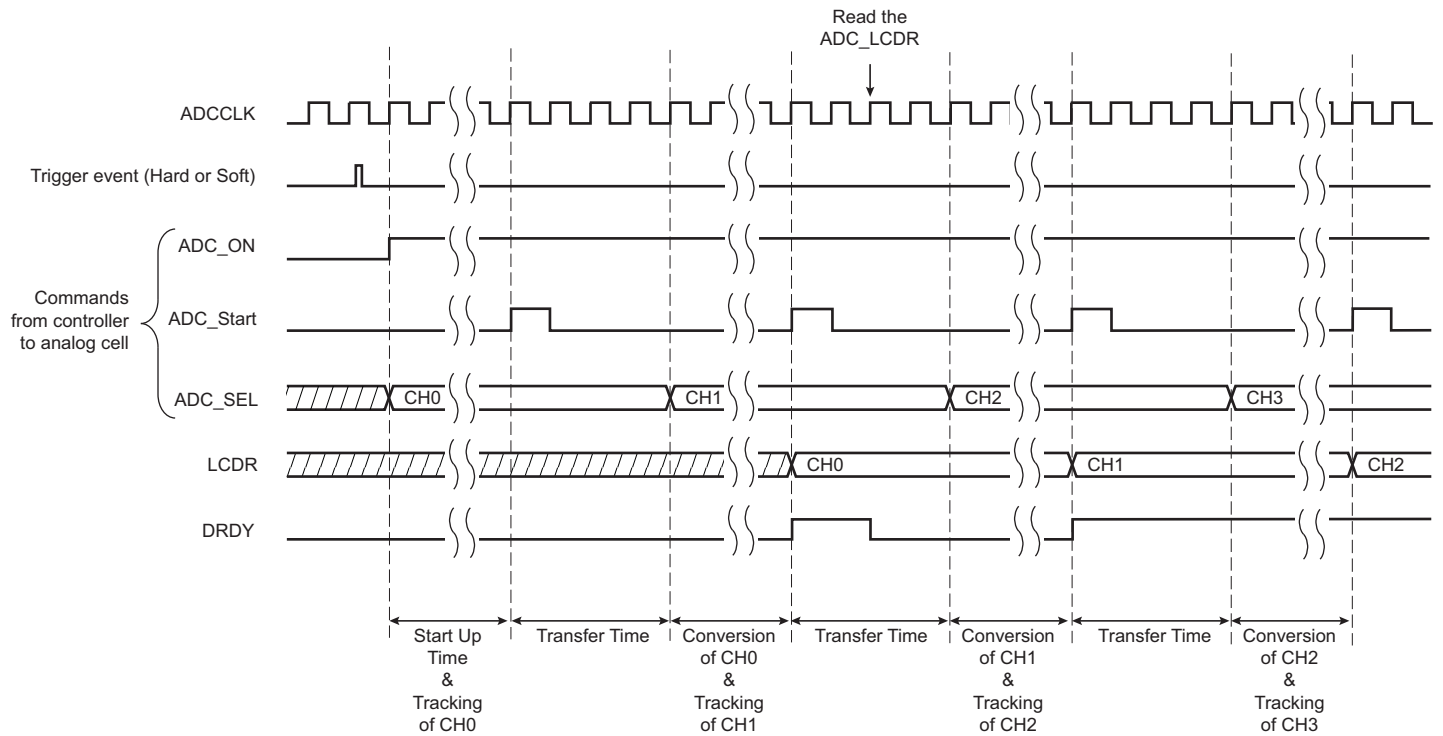 Read the
ADC_LCDR
ADCCLK
Trigger event (Hard or Soft)
ADC_ON
Commands
from controller
to analog cell
ADC_Start
ADC_SEL
CH0
CH1
CH2
CH3
LCDR
CH0
CH1
CH2
DRDY
Start Up
Time
&
Tracking
of CH0
Transfer Time
Conversion
of CH0
&
Tracking
of CH1
Transfer Time
Conversion
of CH1
&
Tracking
of CH2
Transfer Time
Conversion
of CH2
&
Tracking
of CH3